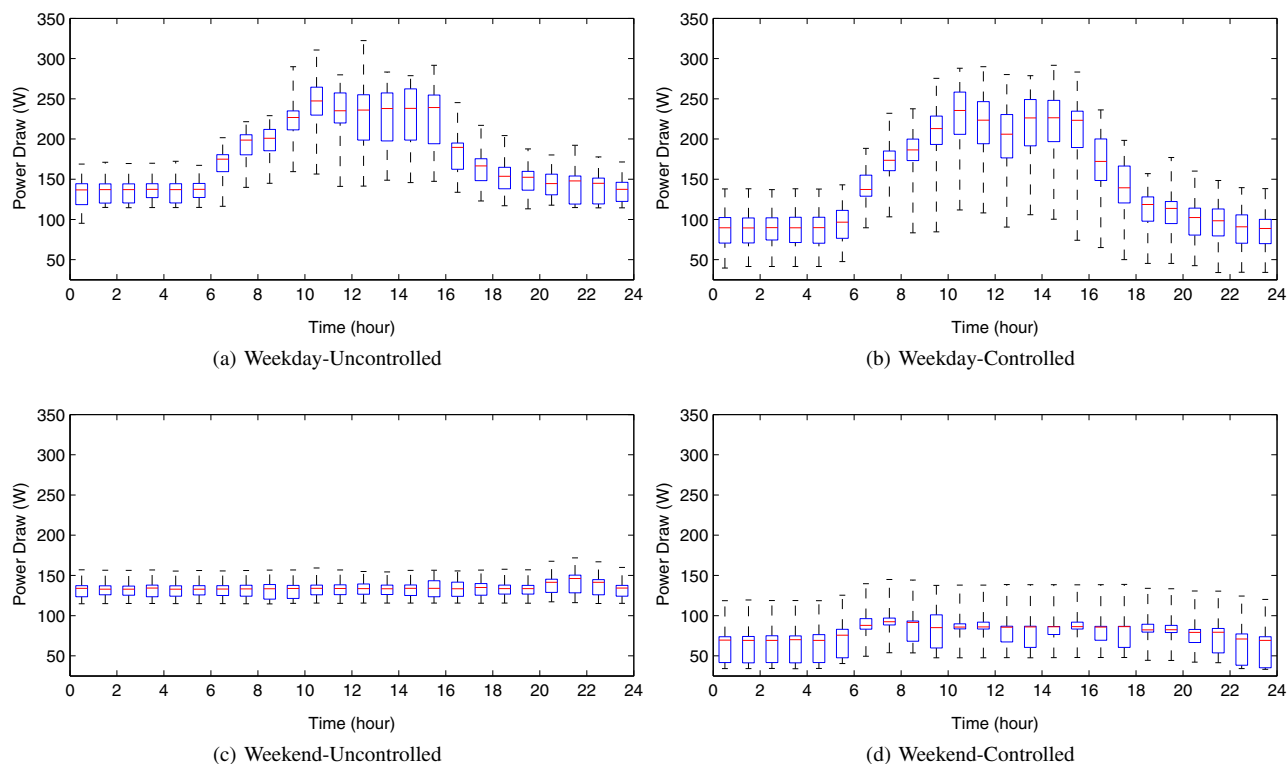 350
300
250
200
150
100
50
Power Draw (W)
0 2 4 6 8 10 12 14 16 18 20 22 24
Time (hour)
(a) Weekday-Uncontrolled
350
300
250
200
150
100
50
Power Draw (W)
0 2 4 6 8 10 12 14 16 18 20 22 24
Time (hour)
(b) Weekday-Controlled
350
300
250
200
150
100
50
Power Draw (W)
0 2 4 6 8 10 12 14 16 18 20 22 24
Time (hour)
(c) Weekend-Uncontrolled
350
300
250
200
150
100
50
Power Draw (W)
0 2 4 6 8 10 12 14 16 18 20 22 24
Time (hour)
(d) Weekend-Controlled